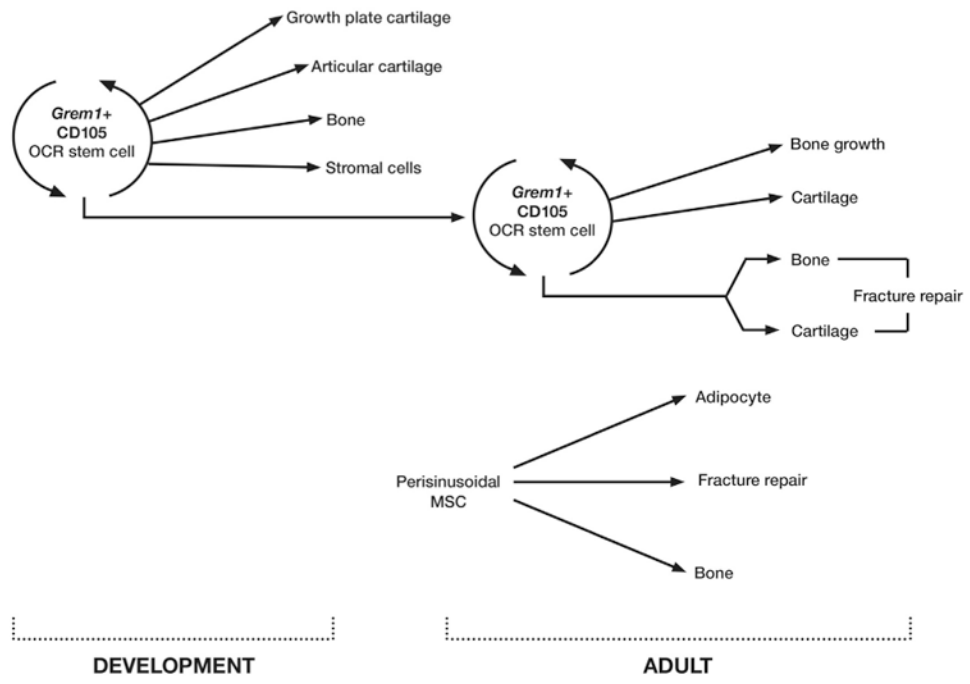 Growth plate cartilage
Articular cartilage
Bone
Stromal cells
Grem1+
CD105
OCR stem cell
Grem1+
CD105
OCR stem cell
Bone growth
Cartilage
Bone
Fracture repair
Cartilage
Adipocyte
Perisinusoidal
MSC
Fracture repair
Bone
DEVELOPMENT
ADULT